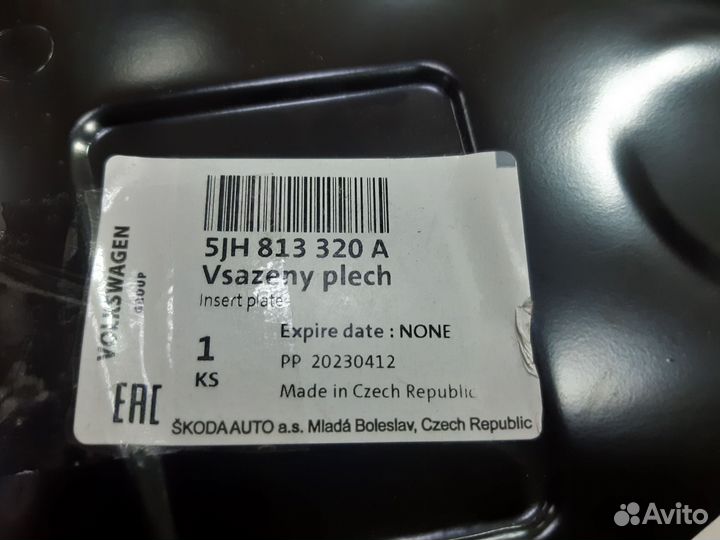 VOLKSWAGEN
GROUP
5JH 813 320 A
Vsazeny plech
Insert plate
1
KS
Expire date : NONE
PP 20230412
Made in Czech Republic
EAC
ŠKODA AUTO a.s. Mladá Boleslav, Czech Republic
Avito